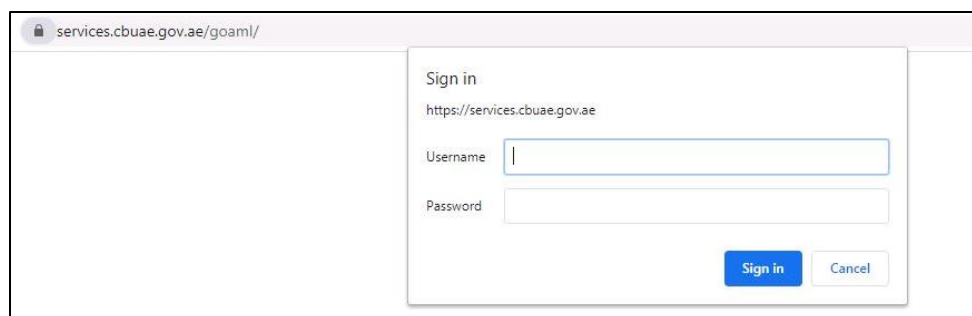 services.cbuae.gov.ae/goaml/
Sign in
https://services.cbuae.gov.ae
Username
Password
Sign in Cancel